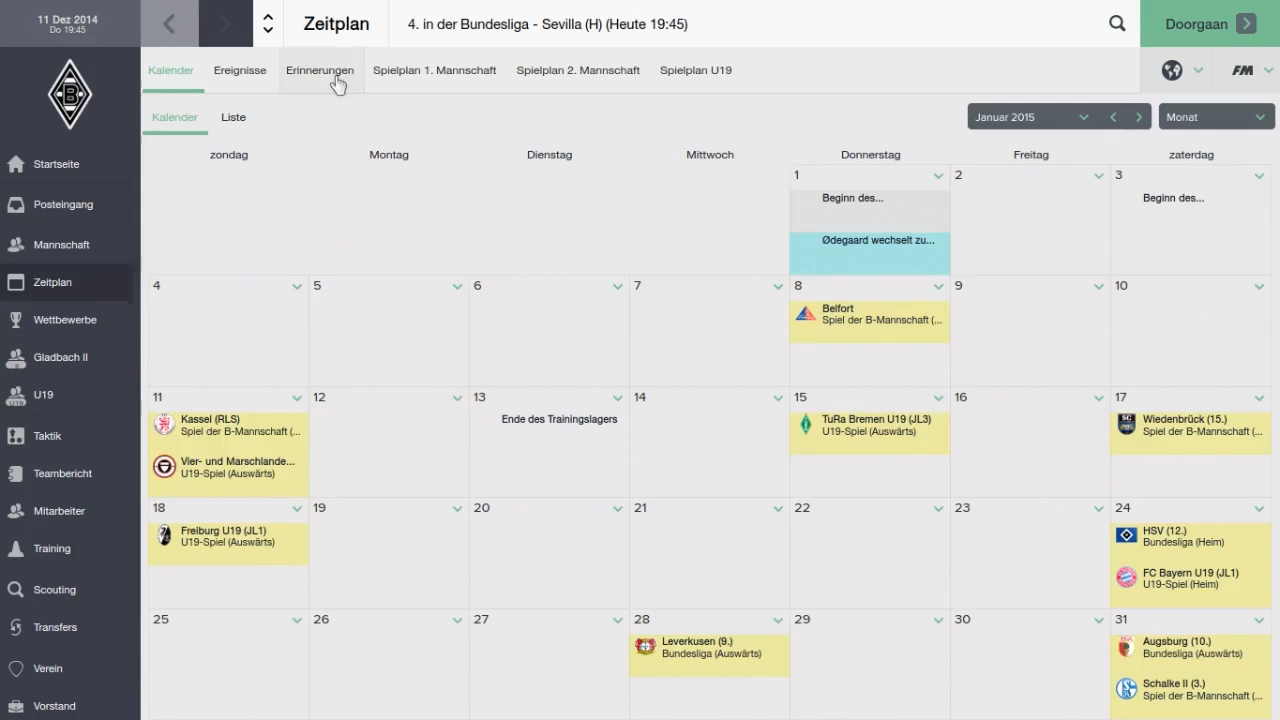 11 Dez 2014
Do 19:45
Zeitplan
4. in der Bundesliga - Sevilla (H) (Heute 19:45)
Doorgaan
Kalender
Ereignisse
Erinnerungen
Spielplan 1. Mannschaft
Spielplan 2. Mannschaft
Spielplan U19
FM
Kalender
Liste
Januar 2015
Monat
Startseite
Posteingang
Mannschaft
Zeitplan
Wettbewerbe
Gladbach II
U19
Taktik
Teambericht
Mitarbeiter
Training
Scouting
Transfers
Verein
Vorstand
zondag
Montag
Dienstag
Mittwoch
Donnerstag
Freitag
zaterdag
1
Beginn des...
Ødegaard wechselt zu...
2
3
Beginn des...
4
5
6
7
8
Belfort
Spiel der B-Mannschaft (...
9
10
11
Kassel (RLS)
Spiel der B-Mannschaft (...
Vier- und Marschlande...
U19-Spiel (Auswärts)
12
13
Ende des Trainingslagers
14
15
TuRa Bremen U19 (JL3)
U19-Spiel (Auswärts)
16
17
Wiedenbrück (15.)
Spiel der B-Mannschaft (...
18
Freiburg U19 (JL1)
U19-Spiel (Auswärts)
19
20
21
22
23
24
HSV (12.)
Bundesliga (Heim)
FC Bayern U19 (JL1)
U19-Spiel (Heim)
25
26
27
28
Leverkusen (9.)
Bundesliga (Auswärts)
29
30
31
Augsburg (10.)
Bundesliga (Auswärts)
Schalke II (3.)
Spiel der B-Mannschaft (...